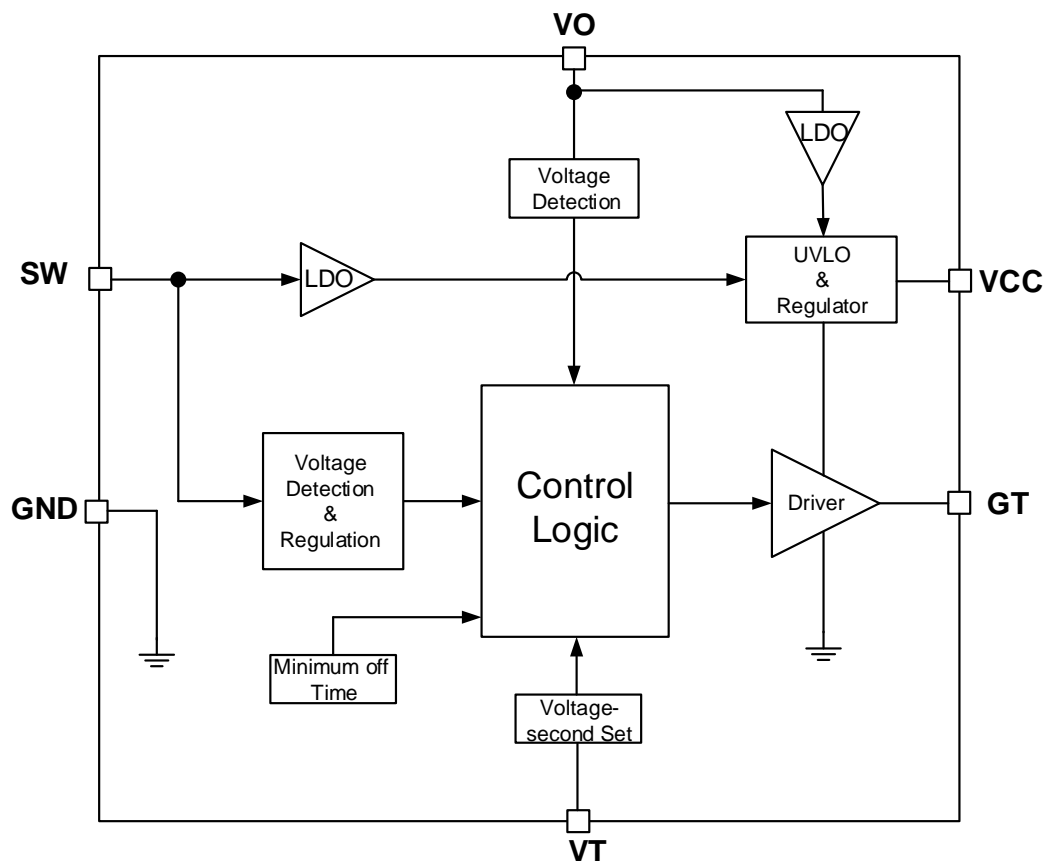 VO
LDO
Voltage
Detection
SW
LDO
UVLO
&
Regulator
VCC
Voltage
Detection
&
Regulation
Control
Logic
GND
Driver
GT
Minimum off
Time
Voltage-
second Set
VT